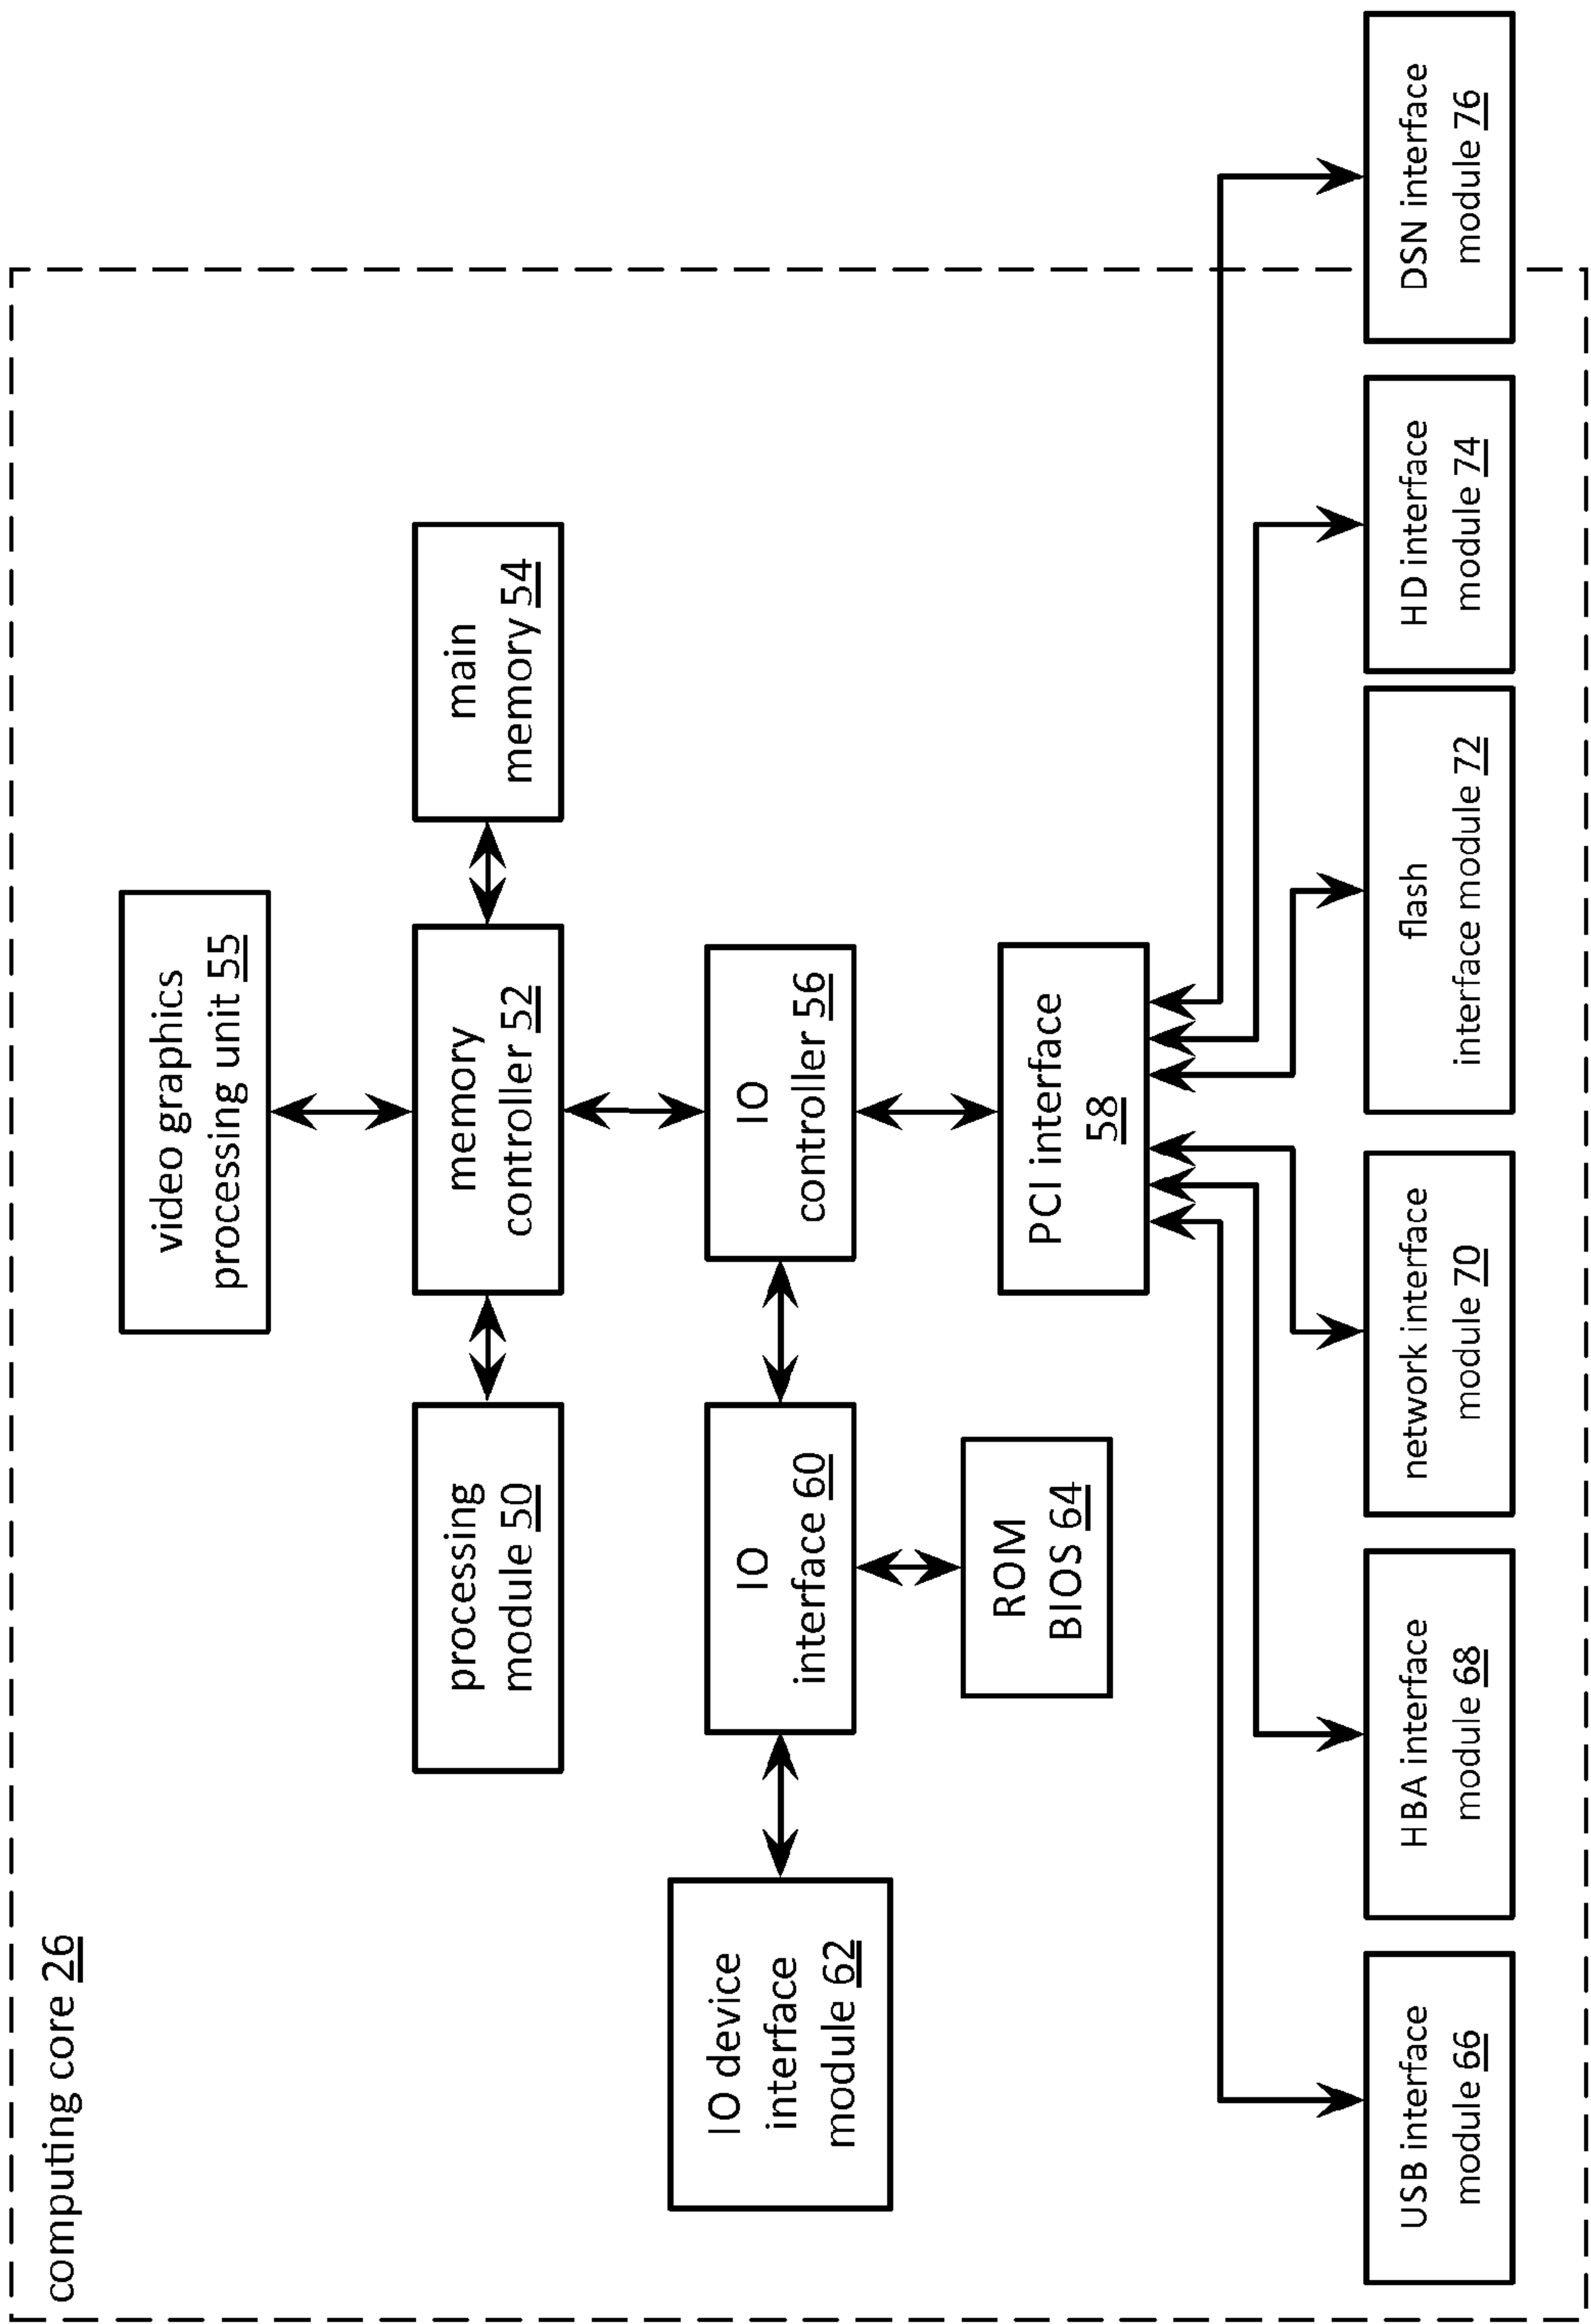 computing core 26
video graphics
processing unit 55
processing
module 50
memory
controller 52
main
memory 54
IO device
interface
module 62
IO
interface 60
IO
controller 56
ROM
BIOS 64
PCI interface
58
USB interface
module 66
HBA interface
module 68
network interface
module 70
flash
interface module 72
HD interface
module 74
DSN interface
module 76